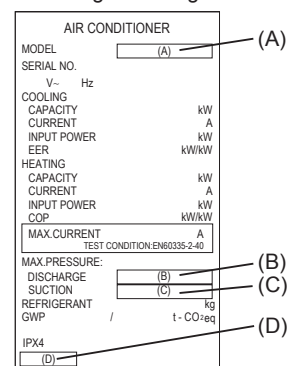 AIR CONDITIONER
MODEL (A) (A)
SERIAL NO.
V~ Hz
COOLING
CAPACITY kW
CURRENT A
INPUT POWER kW
EER kW/kW
HEATING
CAPACITY kW
CURRENT A
INPUT POWER kW
COP kW/kW
MAX.CURRENT A
TEST CONDITION:EN60335-2-40
MAX.PRESSURE:
DISCHARGE (B) (B)
SUCTION (C) (C)
REFRIGERANT kg
GWP / t - CO2eq
(D)
IPX4
(D)